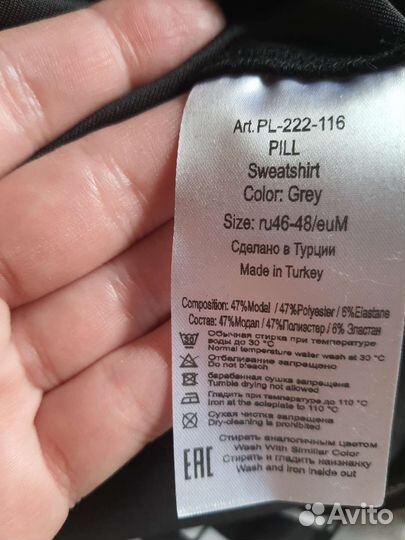 Art. PL-222-116
PILL
Sweatshirt
Color: Grey
Size: ru46-48/euM
Сделано в Турции
Made in Turkey
Composition: 47%Modal / 47%Polyester / 6%Elastane
Состав: 47%Модал / 47%Полиэстер / 6% Эластан
30
Обычная стирка при температуре
воды до 30 °C
Normal temperature water wash at 30 °C
Отбеливание запрещено
Do not bleach
барабанная сушка запрещена
Tumble drying not allowed
Гладить при температуре до 110 °C
Iron at the soleplate to 110 °C
Сухая чистка запрещена
Dry-cleaning is prohibited
EAC
Стирать аналогичным цветом
Wash With Similar Color
Стирать и гладить наизнанку
Wash and iron inside out
Avito